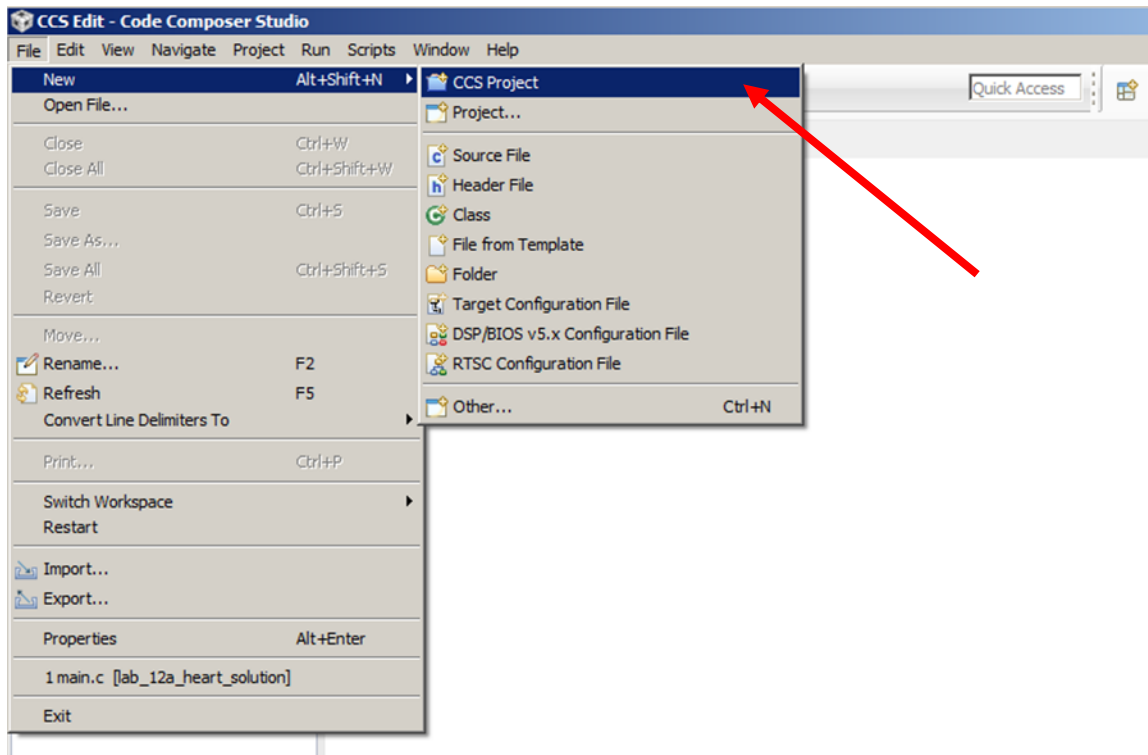 CCS Edit - Code Composer Studio
File Edit View Navigate Project Run Scripts Window Help
New Alt+Shift+N
Open File...
Close Ctrl+W
Close All Ctrl+Shift+W
Save Ctrl+S
Save As...
Save All Ctrl+Shift+S
Revert
Move...
Rename... F2
Refresh F5
Convert Line Delimiters To
Print... Ctrl+P
Switch Workspace
Restart
Import...
Export...
Properties Alt+Enter
1 main.c [lab_12a_heart_solution]
Exit
CCS Project
Project...
Source File
Header File
Class
File from Template
Folder
Target Configuration File
DSP/BIOS v5.x Configuration File
RTSC Configuration File
Other... Ctrl+N
Quick Access